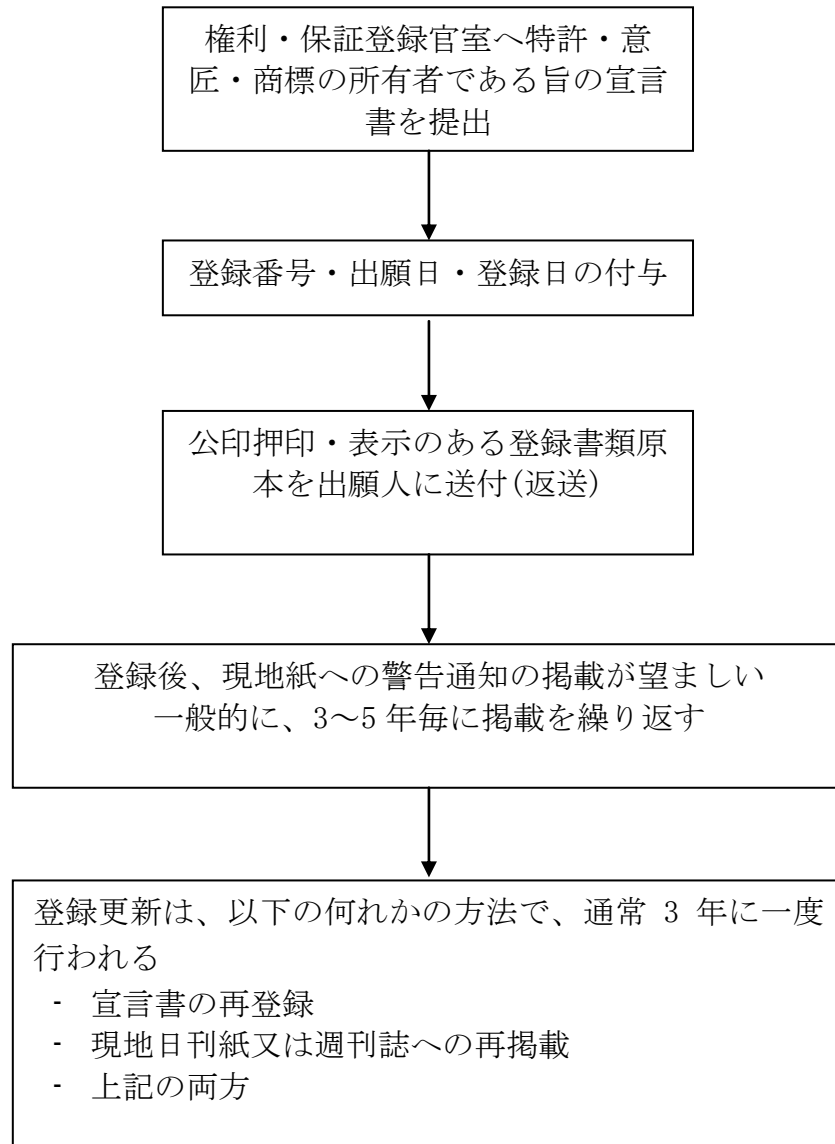 権利・保証登録官室へ特許・意
匠・商標の所有者である旨の宣言
書を提出
登録番号・出願日・登録日の付与
公印押印・表示のある登録書類原
本を出願人に送付(返送)
登録後、現地紙への警告通知の掲載が望ましい
一般的に、3～5 年毎に掲載を繰り返す
登録更新は、以下の何れかの方法で、通常 3 年に一度
行われる
- 宣言書の再登録
- 現地日刊紙又は週刊誌への再掲載
- 上記の両方